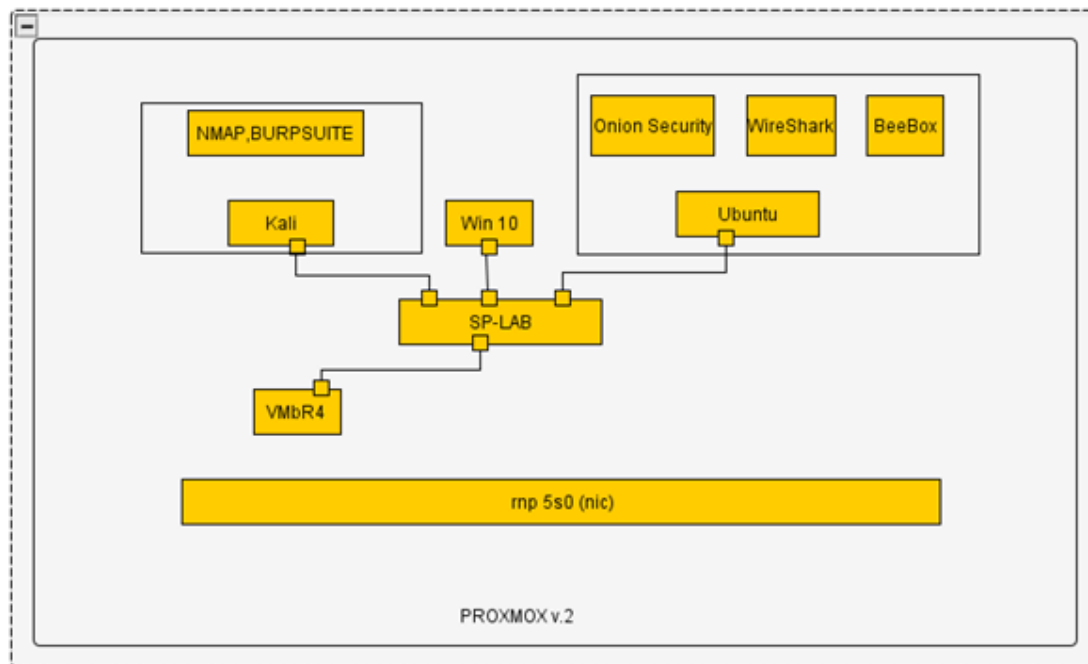 NMAP,BURPSUITE
Onion Security
WireShark
BeeBox
Kali
Win 10
Ubuntu
SP-LAB
VMbR4
rnp 5s0 (nic)
PROXMOX v.2